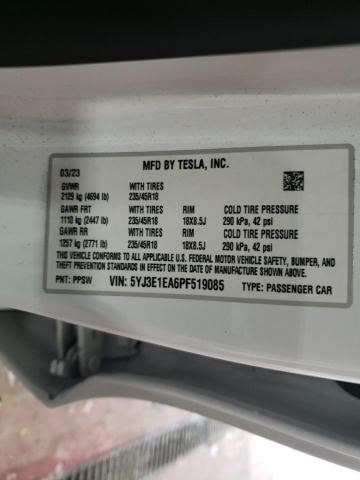 MFD BY TESLA, INC.
03/23
GVWR WITH TIRES
2129 kg (4694 lb) 235/45R18
GAWR FRT WITH TIRES RIM COLD TIRE PRESSURE
1110 kg (2447 lb) 235/45R18 18X8.5J 290 kPa, 42 psi
GAWR RR WITH TIRES RIM COLD TIRE PRESSURE
1257 kg (2771 lb) 235/45R18 18X8.5J 290 kPa, 42 psi
THIS VEHICLE CONFORMS TO ALL APPLICABLE U.S. FEDERAL MOTOR VEHICLE SAFETY, BUMPER, AND
THEFT PREVENTION STANDARDS IN EFFECT ON THE DATE OF MANUFACTURE SHOWN ABOVE.
PNT: PPSW VIN: 5YJ3E1EA6PF519085 TYPE: PASSENGER CAR